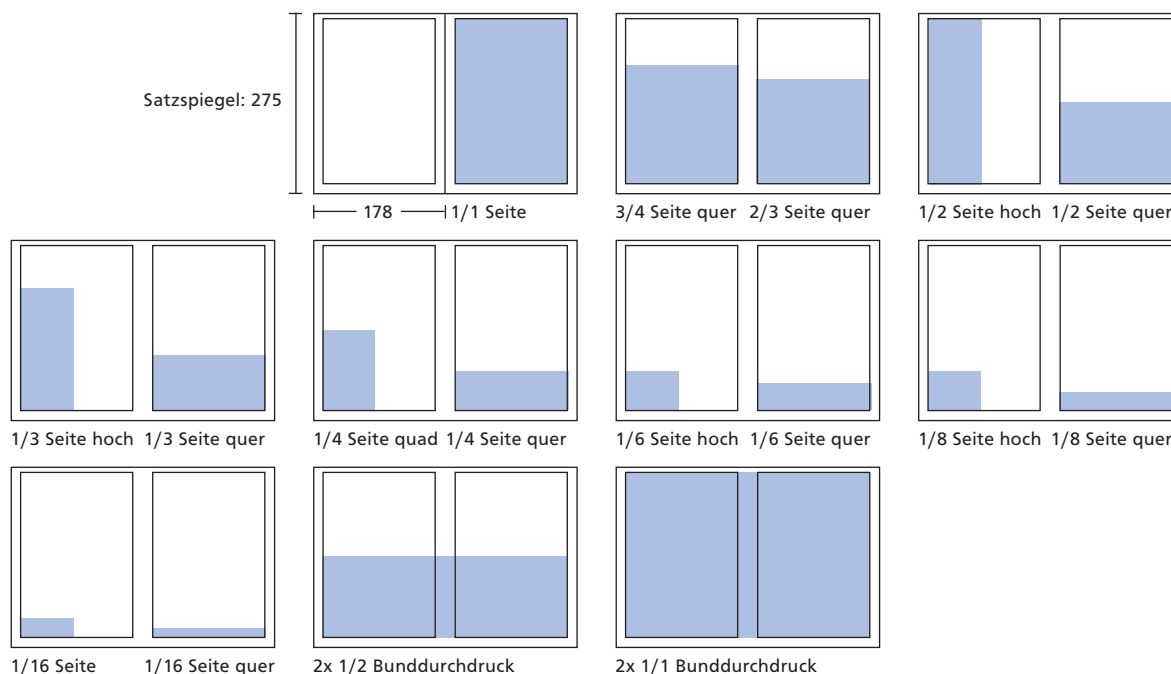 Satzspiegel: 275
178 1/1 Seite
3/4 Seite quer 2/3 Seite quer
1/2 Seite hoch 1/2 Seite quer
1/3 Seite hoch 1/3 Seite quer
1/4 Seite quad 1/4 Seite quer
1/6 Seite hoch 1/6 Seite quer
1/8 Seite hoch 1/8 Seite quer
1/16 Seite 1/16 Seite quer
2x 1/2 Bunddurchdruck
2x 1/1 Bunddurchdruck